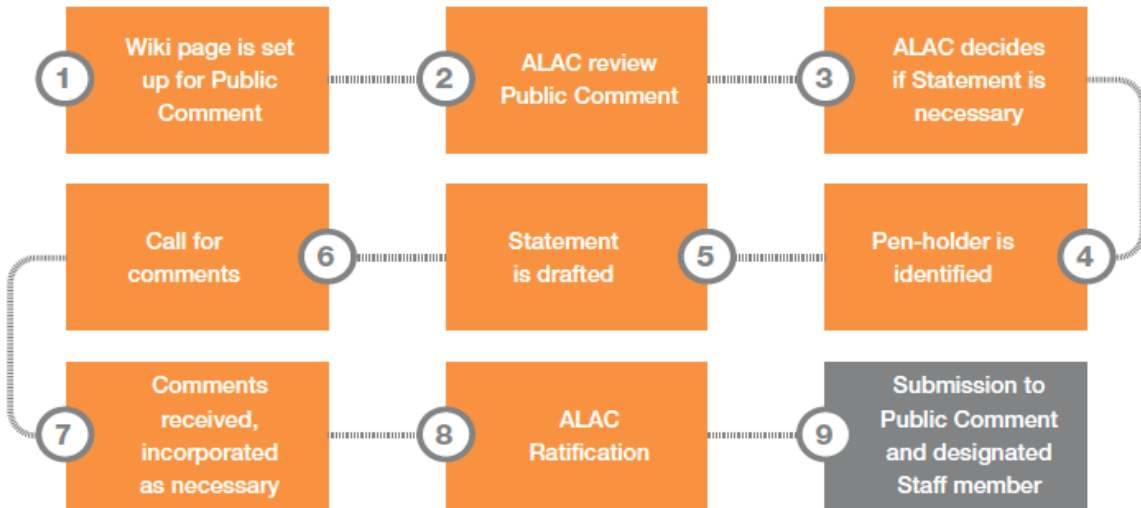 1
Wiki page is set
up for Public
Comment
2
ALAC review
Public Comment
3
ALAC decides
if Statement is
necessary
4
Pen-holder is
identified
5
Statement
is drafted
6
Call for
comments
7
Comments
received,
incorporated
as necessary
8
ALAC
Ratification
9
Submission to
Public Comment
and designated
Staff member